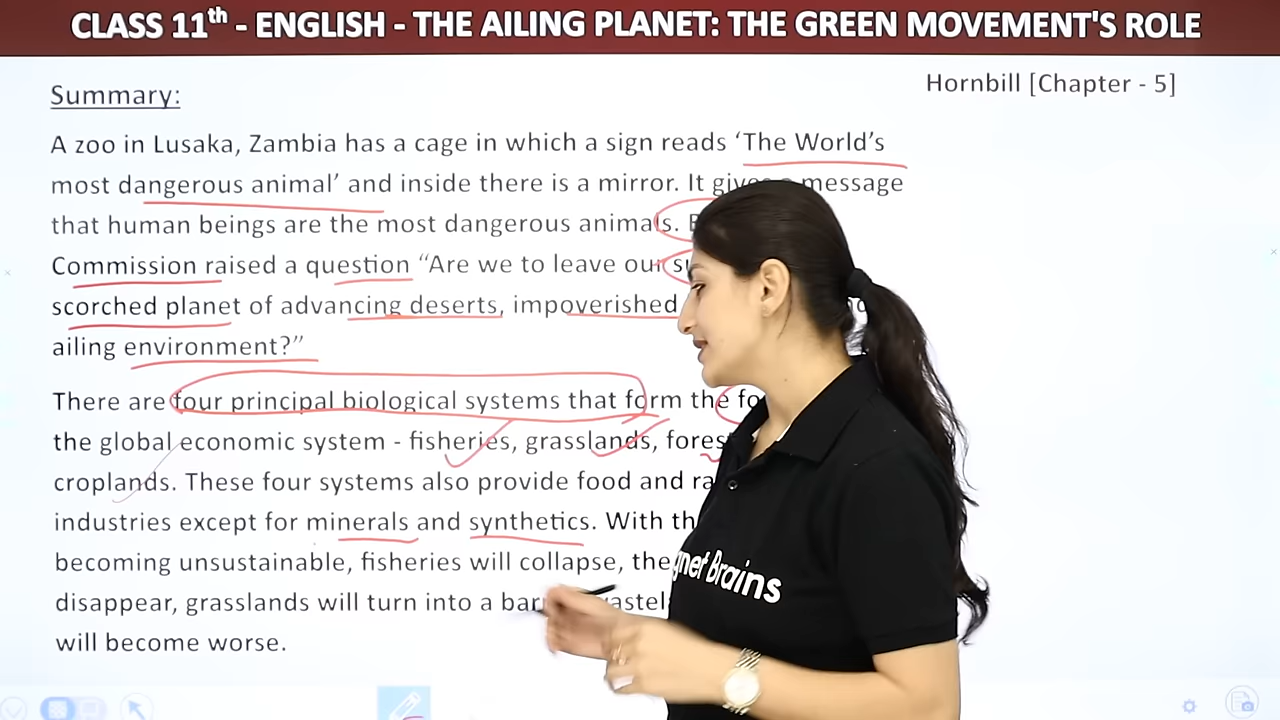 CLASS 11th - ENGLISH - THE AILING PLANET: THE GREEN MOVEMENT'S ROLE
Hornbill [Chapter - 5]
Summary:
A zoo in Lusaka, Zambia has a cage in which a sign reads ‘The World’s
most dangerous animal’ and inside there is a mirror. It gives a message
that human beings are the most dangerous animals.
Commission raised a question “Are we to leave our
scorched planet of advancing deserts, impoverished
ailing environment?”
There are four principal biological systems that form the
the global economic system - fisheries, grasslands,
croplands. These four systems also provide food and
industries except for minerals and synthetics. With
becoming unsustainable, fisheries will collapse, the
disappear, grasslands will turn into a
will become worse.
Brains